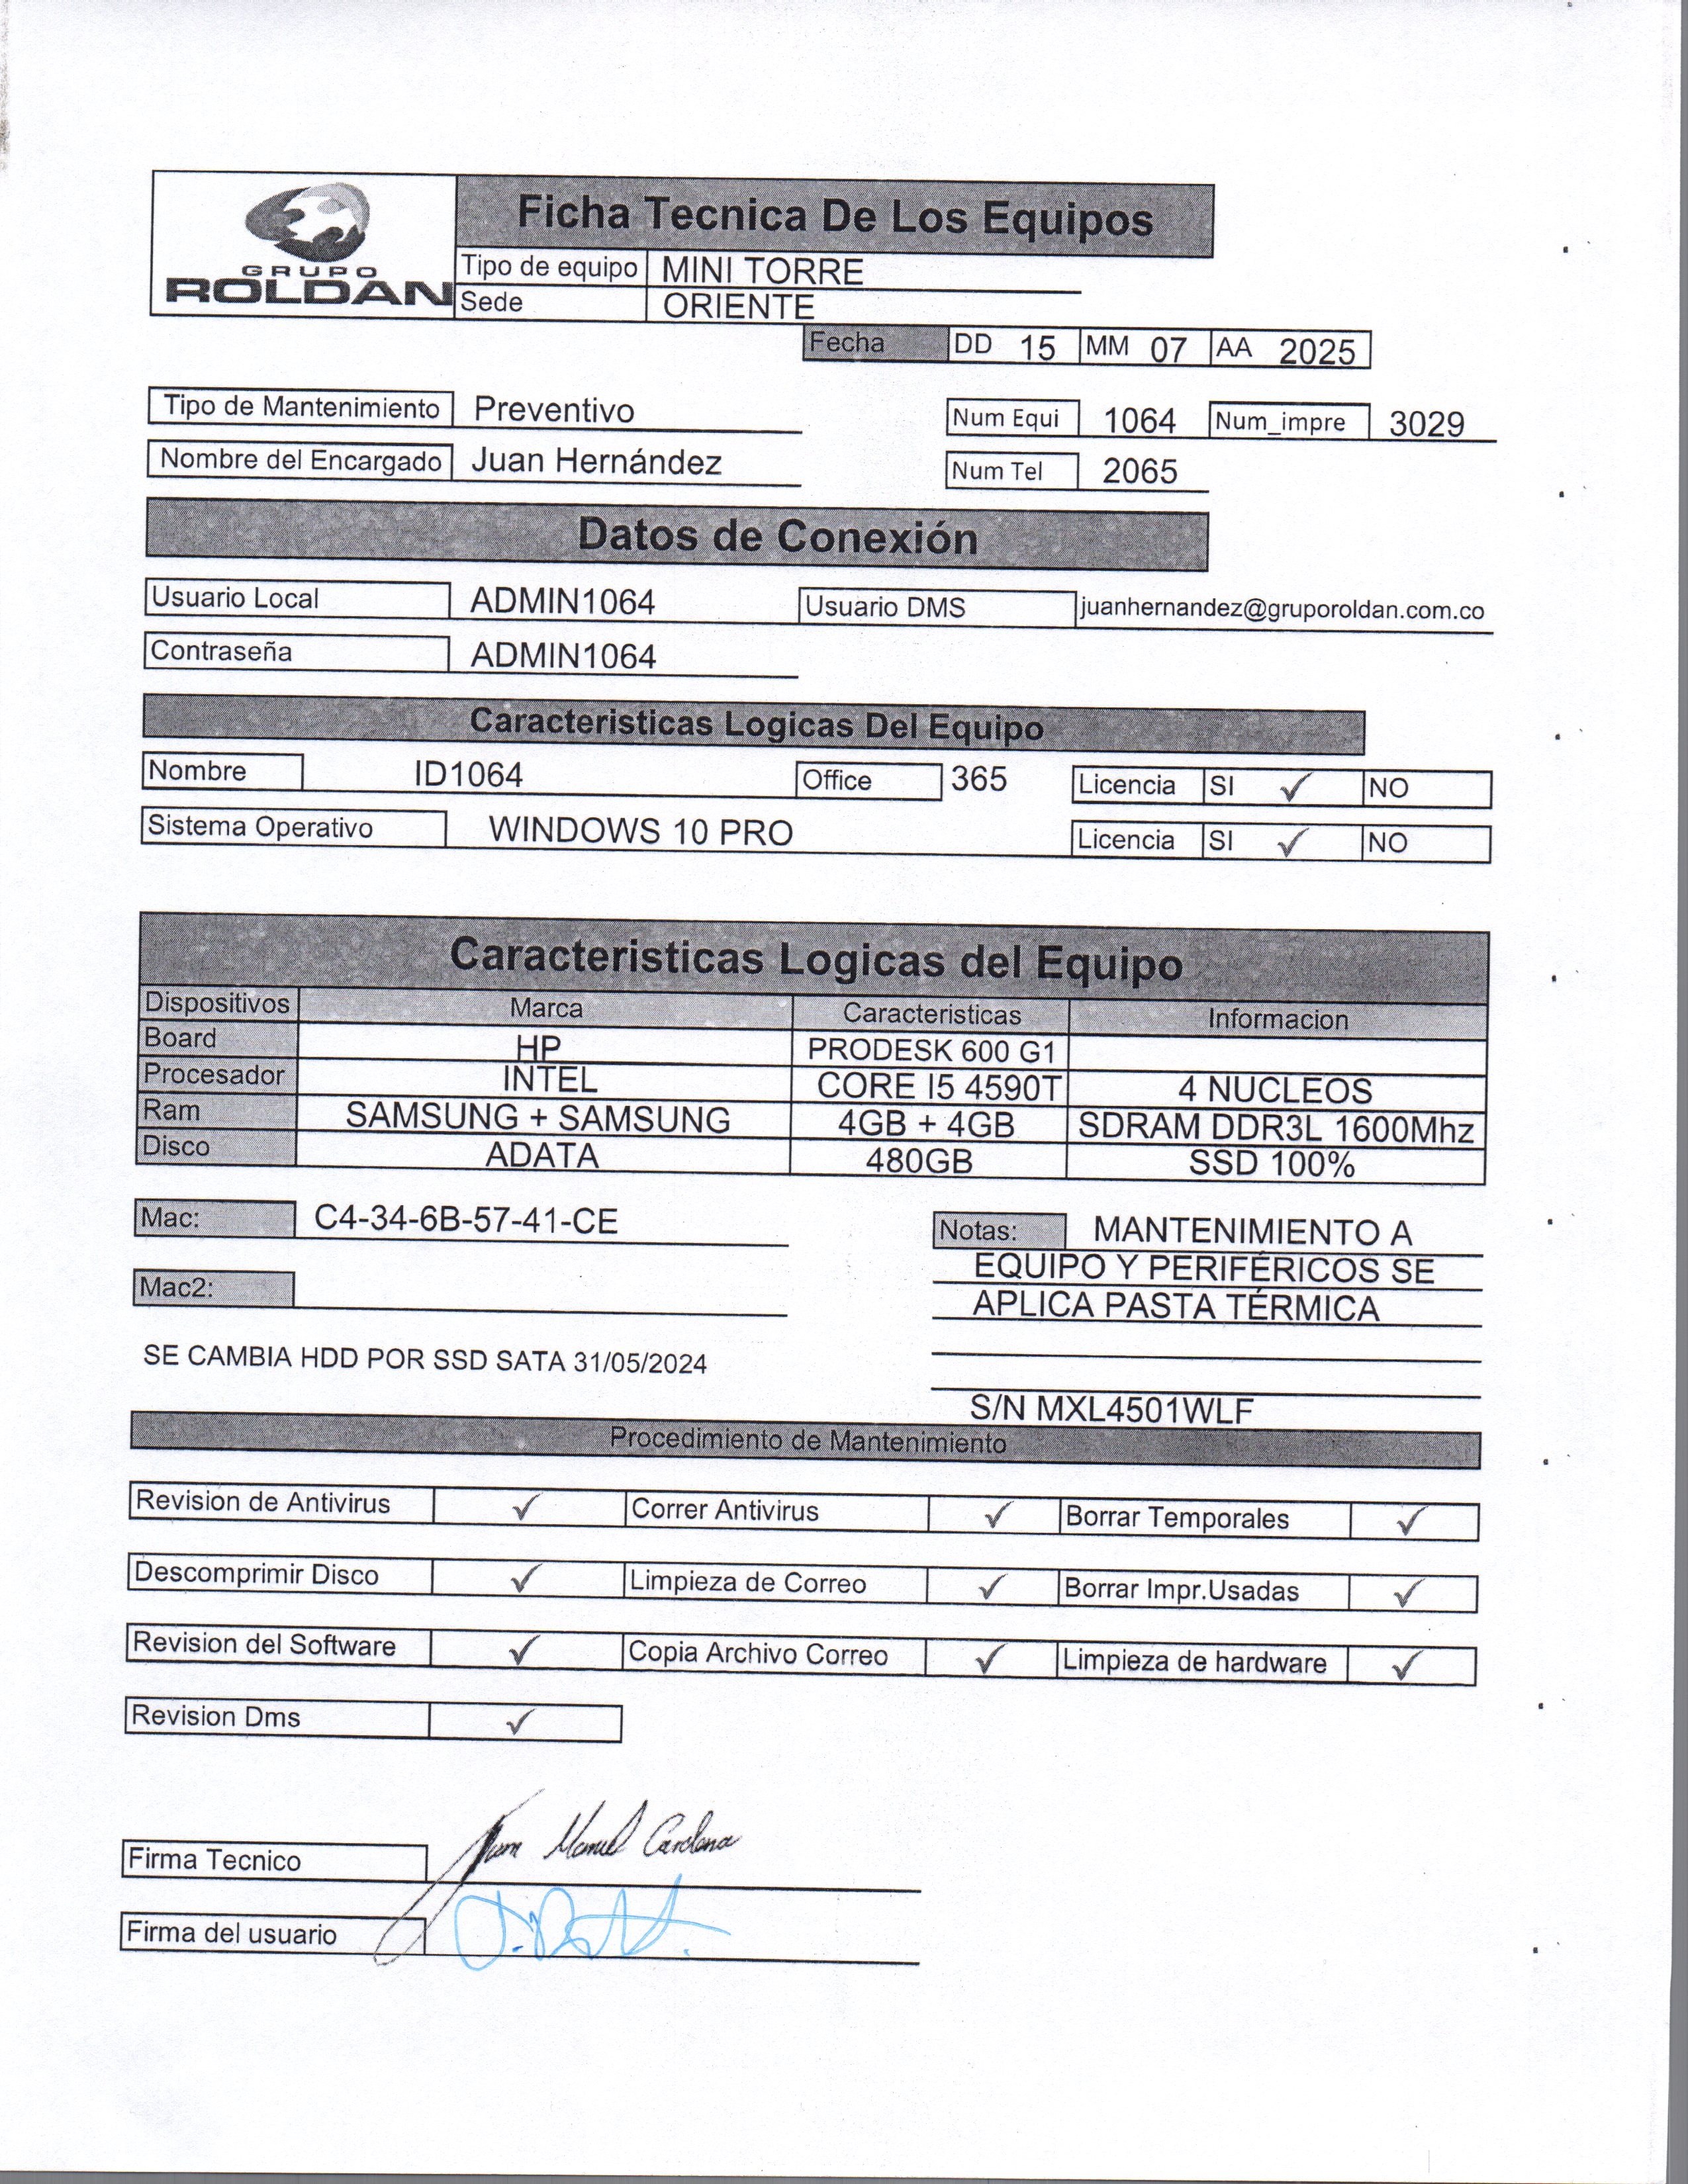 GRUPO
ROLDAN
Ficha Tecnica De Los Equipos
Tipo de equipo MINI TORRE
Sede ORIENTE
Fecha DD 15 MM 07 AA 2025
Tipo de Mantenimiento Preventivo Num Equi 1064 Num_impre 3029
Nombre del Encargado Juan Hernández Num Tel 2065
Datos de Conexión
Usuario Local ADMIN1064 Usuario DMS juanhernandez@gruporoldan.com.co
Contraseña ADMIN1064
Caracteristicas Logicas Del Equipo
Nombre ID1064 Office 365 Licencia SI ✓ NO
Sistema Operativo WINDOWS 10 PRO Licencia SI ✓ NO
Caracteristicas Logicas del Equipo
Dispositivos Marca Caracteristicas Informacion
Board HP PRODESK 600 G1
Procesador INTEL CORE I5 4590T 4 NUCLEOS
Ram SAMSUNG + SAMSUNG 4GB + 4GB SDRAM DDR3L 1600Mhz
Disco ADATA 480GB SSD 100%
Mac: C4-34-6B-57-41-CE
Notas: MANTENIMIENTO A
EQUIPO Y PERIFÉRICOS SE
APLICA PASTA TÉRMICA
Mac2:
SE CAMBIA HDD POR SSD SATA 31/05/2024
S/N MXL4501WLF
Procedimiento de Mantenimiento
Revision de Antivirus ✓ Correr Antivirus ✓ Borrar Temporales ✓
Descomprimir Disco ✓ Limpieza de Correo ✓ Borrar Impr.Usadas ✓
Revision del Software ✓ Copia Archivo Correo ✓ Limpieza de hardware ✓
Revision Dms ✓
Firma Tecnico Juan Manuel Cardona
Firma del usuario